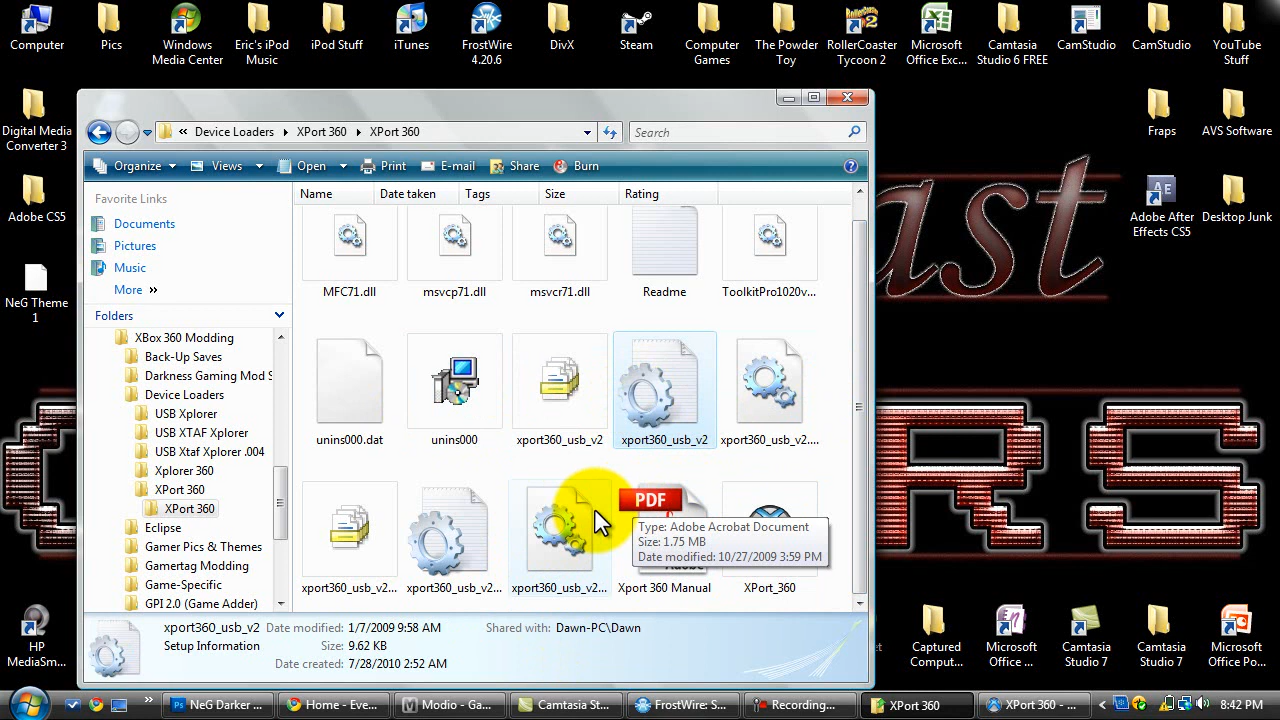 Computer
Pics
Windows
Media Center
Eric's iPod
Music
iPod Stuff
iTunes
FrostWire
4.20.6
DivX
Steam
Computer
Games
The Powder
Toy
RollerCoaster
Tycoon 2
Microsoft
Office Exc...
Camtasia
Studio 6 FREE
CamStudio
CamStudio
YouTube
Stuff
Digital Media
Converter 3
Fraps
AVS Software
Adobe CS5
Adobe After
Effects CS5
Desktop Junk
NeG Theme
1
ast
« Device Loaders XPort 360 XPort 360
Search
Organize Views Open Print E-mail Share Burn
Favorite Links
Documents
Pictures
Music
More »
Folders
XBox 360 Modding
Back-Up Saves
Darkness Gaming Mod S
Device Loaders
USB Xplorer
Xplorer 360
XPort 360
Eclipse
Gamer Pics & Themes
Gamertag Modding
Game-Specific
GPI 2.0 (Game Adder)
Name Date taken Tags Size Rating
MFC71.dll
msvcp71.dll
msvcr71.dll
Readme
ToolkitPro1020v...
unins000.dat
unins000
xport360_usb_v2
xport360_usb_v2
xport360_usb_v2....
xport360_usb_v2...
xport360_usb_v2...
xport360_usb_v2...
PDF
Xport 360 Manual
XPort_360
Type: Adobe Acrobat Document
Size: 1.75 MB
Date modified: 10/27/2009 3:59 PM
xport360_usb_v2 Date modified: 1/7/2009 9:58 AM Shared with: Dawn-PC\Dawn
Setup Information Size: 9.62 KB
Date created: 7/28/2010 2:52 AM
HP
MediaSm...
Captured
Comput...
Microsoft
Office ...
Camtasia
Studio 7
Camtasia
Studio 7
Microsoft
Office Po...
NeG Darker ...
Home - Eve...
Modio - Ga...
Camtasia St...
FrostWire: S...
Recording...
XPort 360
XPort 360 - ...
8:42 PM